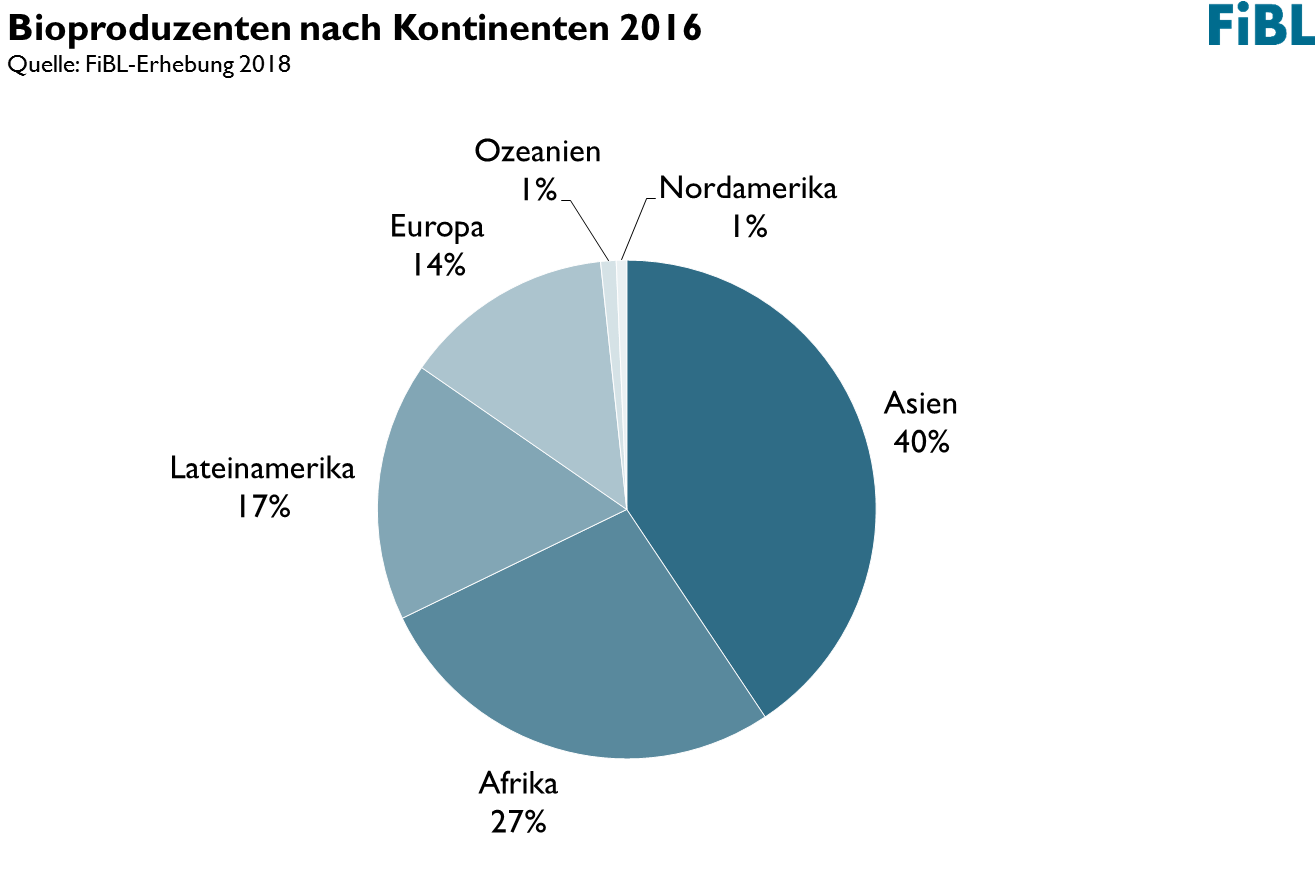 Bioproduzenten nach Kontinenten 2016
FiBL
Quelle: FiBL-Erhebung 2018
Ozeanien
1%
Nordamerika
1%
Europa
14%
Asien
40%
Lateinamerika
17%
Afrika
27%